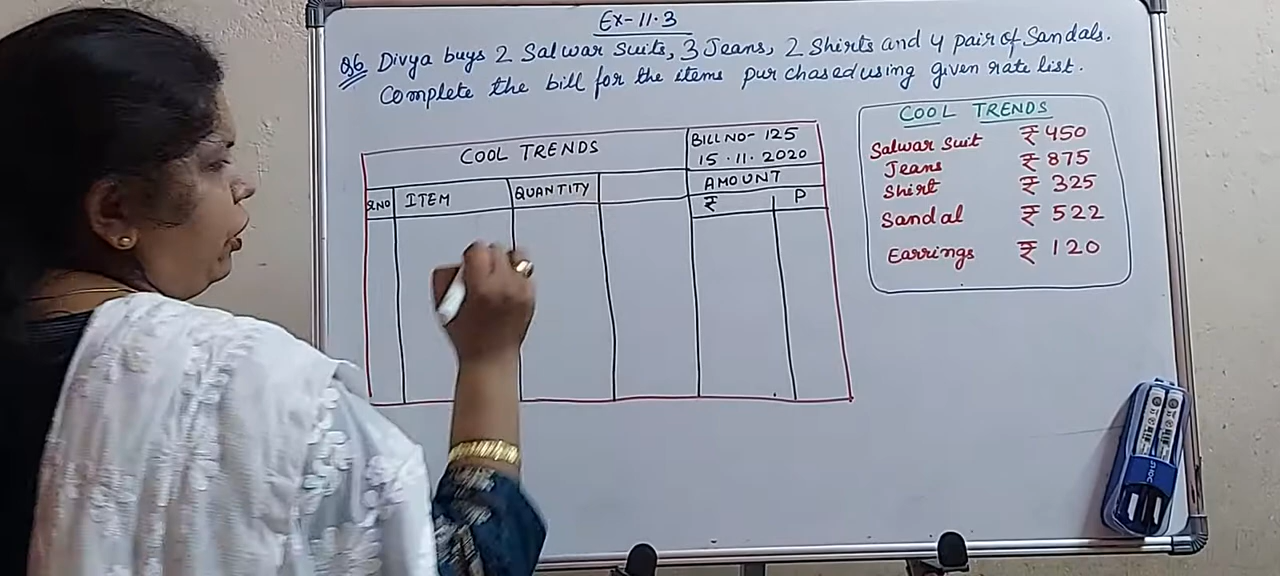 Ex-11.3
Q6 Divya buys 2 Salwar Suits, 3 Jeans, 2 Shirts and 4 pair of Sandals.
Complete the bill for the items purchased using given rate list.
COOL TRENDS
BILL NO- 125
15.11.2020
SL NO ITEM QUANTITY AMOUNT
₹ P
COOL TRENDS
Salwar Suit ₹ 450
Jeans ₹ 875
Shirt ₹ 325
Sandal ₹ 522
Earrings ₹ 120